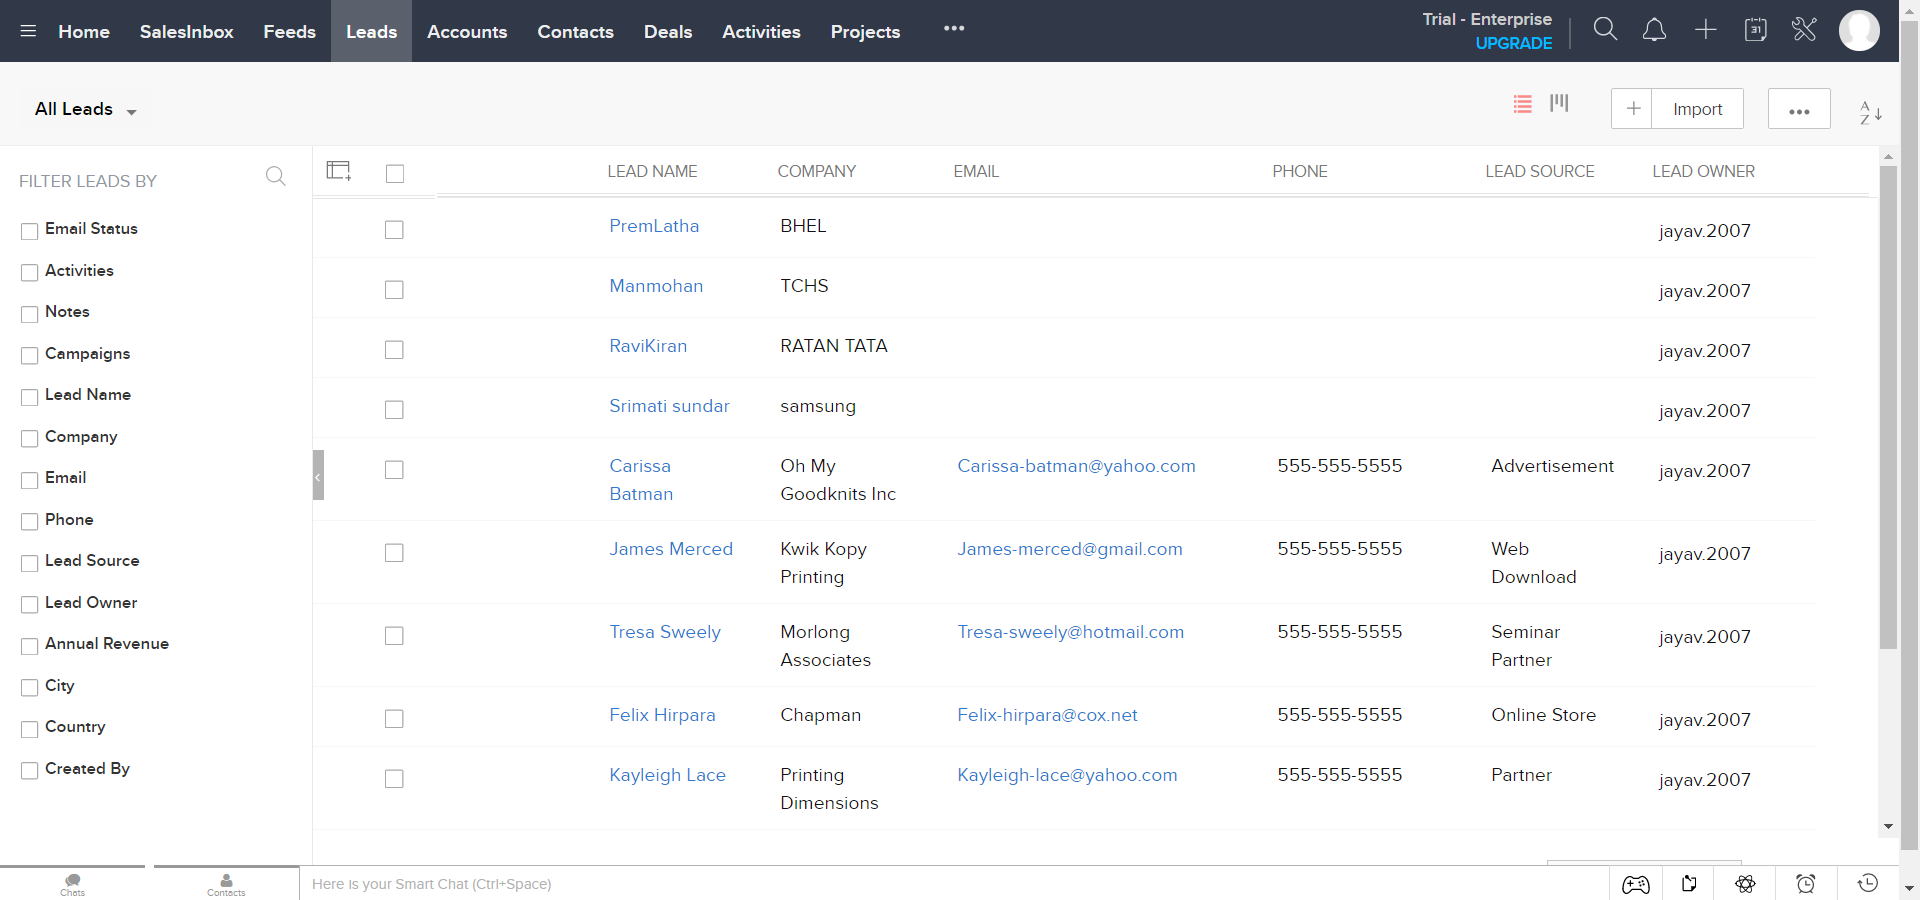 Home SalesInbox Feeds Leads Accounts Contacts Deals Activities Projects ••• Trial - Enterprise
UPGRADE
31
All Leads
Import
•••
A
Z
FILTER LEADS BY
Email Status
Activities
Notes
Campaigns
Lead Name
Company
Email
Phone
Lead Source
Lead Owner
Annual Revenue
City
Country
Created By
LEAD NAME COMPANY EMAIL PHONE LEAD SOURCE LEAD OWNER
PremLatha BHEL jayav.2007
Manmohan TCHS jayav.2007
RaviKiran RATAN TATA jayav.2007
Srimati sundar samsung jayav.2007
Carissa Oh My Carissa-batman@yahoo.com 555-555-5555 Advertisement jayav.2007
Batman Goodknits Inc
James Merced Kwik Kopy James-merced@gmail.com 555-555-5555 Web jayav.2007
Printing Download
Tresa Sweely Morlong Tresa-sweely@hotmail.com 555-555-5555 Seminar jayav.2007
Associates Partner
Felix Hirpara Chapman Felix-hirpara@cox.net 555-555-5555 Online Store jayav.2007
Kayleigh Lace Printing Kayleigh-lace@yahoo.com 555-555-5555 Partner jayav.2007
Dimensions
Chats Contacts Here is your Smart Chat (Ctrl+Space)